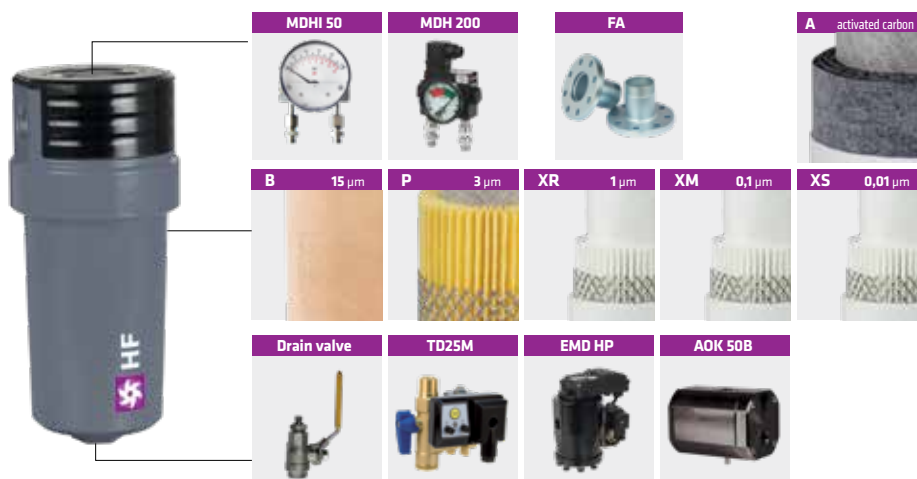 MDHI 50
MDH 200
FA
A activated carbon
B 15 µm
P 3 µm
XR 1 µm
XM 0,1 µm
XS 0,01 µm
HF
Drain valve
TD25M
EMD HP
AOK 50B